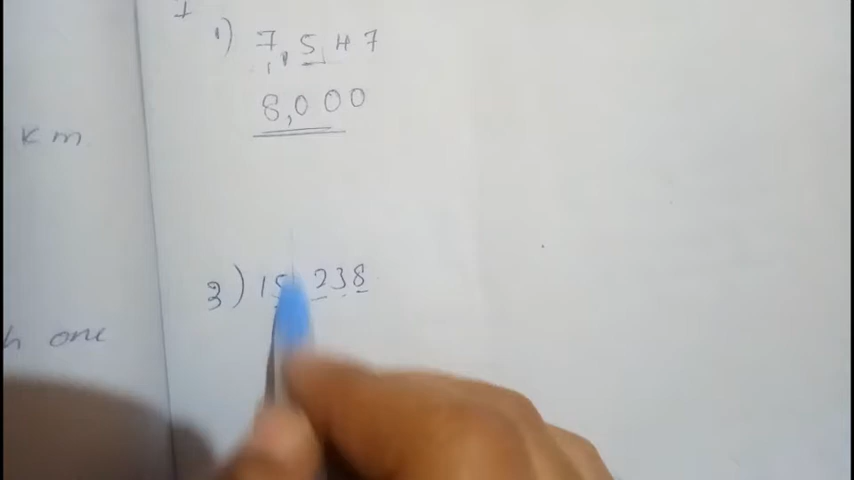 1) 7,547
8,000
km
3) 15 238
h one